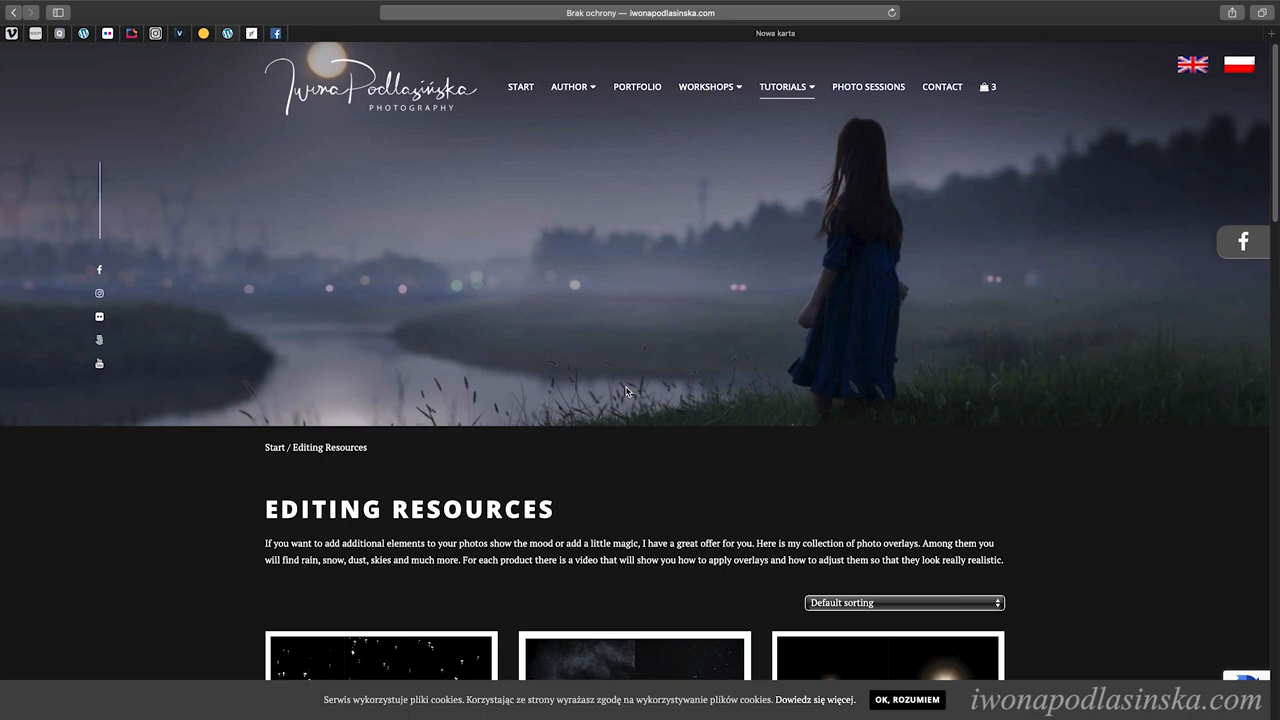 Brak ochrony — iwonapodlasinska.com
Nowa karta
Iwona Podlasińska
PHOTOGRAPHY
START AUTHOR PORTFOLIO WORKSHOPS TUTORIALS PHOTO SESSIONS CONTACT 3
Start / Editing Resources
EDITING RESOURCES
If you want to add additional elements to your photos show the mood or add a little magic, I have a great offer for you. Here is my collection of photo overlays. Among them you
will find rain, snow, dust, skies and much more. For each product there is a video that will show you how to apply overlays and how to adjust them so that they look really realistic.
Default sorting
Serwis wykorzystuje pliki cookies. Korzystając ze strony wyrażasz zgodę na wykorzystywanie plików cookies. Dowiedz się więcej. OK, ROZUMIEM
iwonapodlasinska.com